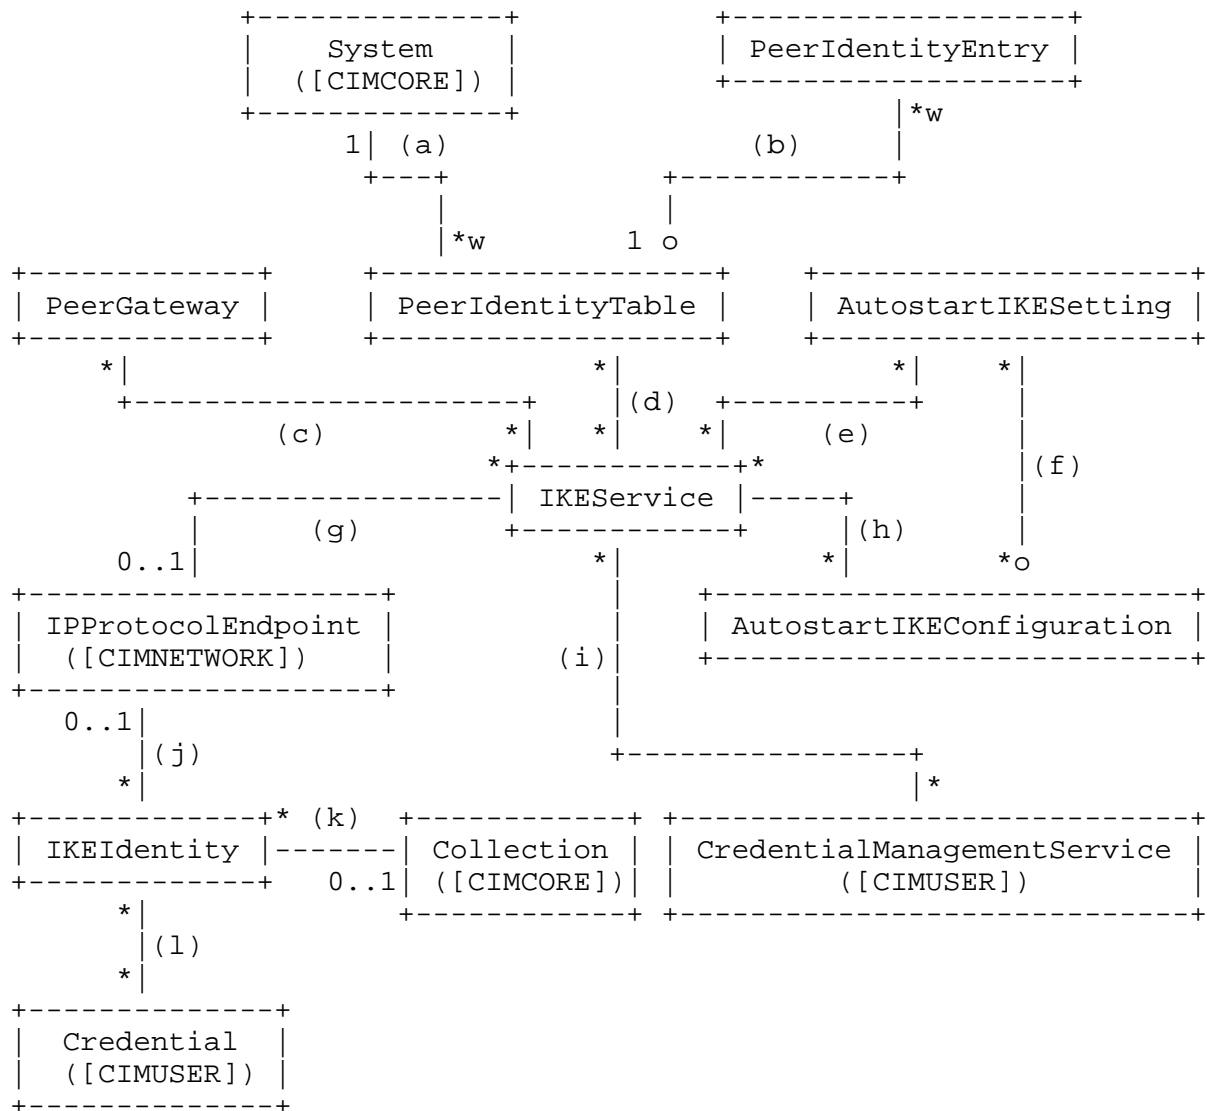 +--------------+            +-------------------+
              |    System    |            | PeerIdentityEntry |
              |  ([CIMCORE]) |            +-------------------+
              +--------------+                      |*w
                    1| (a)                 (b)      |
                     +---+             +------------+
                         |             |
                         |*w         1 o
+-------------+      +-------------------+     +---------------------+
| PeerGateway |      | PeerIdentityTable |     | AutostartIKESetting |
+-------------+      +-------------------+     +---------------------+
     *|                           *|               *|     *|
      +----------------------+     |(d)  +-----------+      |
               (c)          *|    *|    *|     (e)          |
                           *+------------+*                 |(f)
          +-----------------| IKEService |-----+            |
          |      (g)        +------------+     |(h)         |
      0..1|                      *|           *|           *o
+--------------------+             |    +----------------------------+
| IPProtocolEndpoint |             |    | AutostartIKEConfiguration |
|  ([CIMNETWORK])    |          (i)|    +----------------------------+
+--------------------+             |
   0..1|                           |
       |(j)                        +-----------------+
      *|                                             |*
+-------------+* (k)  +------------+ +-----------------------------+
| IKEIdentity |-------| Collection | | CredentialManagementService |
+-------------+   0..1| ([CIMCORE])| |         ([CIMUSER])         |
      *|              +------------+ +-----------------------------+
       |(l)
      *|
+--------------+
|  Credential  |
|  ([CIMUSER]) |
+--------------+